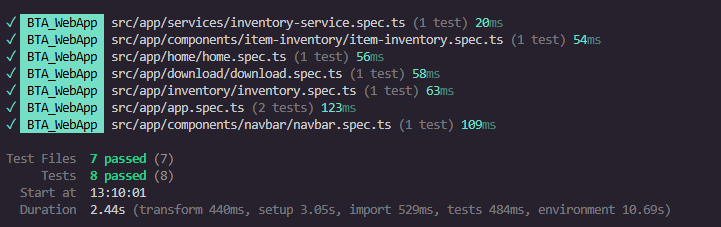 ✓ BTA_WebApp src/app/services/inventory-service.spec.ts (1 test) 20ms
✓ BTA_WebApp src/app/components/item-inventory/item-inventory.spec.ts (1 test) 54ms
✓ BTA_WebApp src/app/home/home.spec.ts (1 test) 56ms
✓ BTA_WebApp src/app/download/download.spec.ts (1 test) 58ms
✓ BTA_WebApp src/app/inventory/inventory.spec.ts (1 test) 63ms
✓ BTA_WebApp src/app/app.spec.ts (2 tests) 123ms
✓ BTA_WebApp src/app/components/navbar/navbar.spec.ts (1 test) 109ms
Test Files 7 passed (7)
Tests 8 passed (8)
Start at 13:10:01
Duration 2.44s (transform 440ms, setup 3.05s, import 529ms, tests 484ms, environment 10.69s)